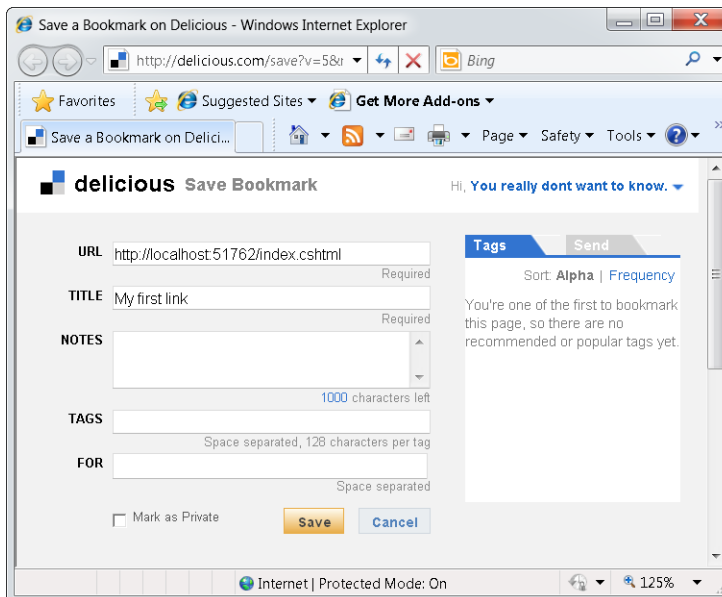 Save a Bookmark on Delicious - Windows Internet Explorer
http://delicious.com/save?v=5&r
Bing
Favorites Suggested Sites Get More Add-ons
Save a Bookmark on Delici... Page Safety Tools »
delicious Save Bookmark Hi, You really dont want to know.
Tags Send
URL http://localhost:51762/index.cshtml
Required
Sort: Alpha | Frequency
TITLE My first link
Required
You're one of the first to bookmark
this page, so there are no
recommended or popular tags yet.
NOTES
1000 characters left
TAGS
Space separated, 128 characters per tag
FOR
Space separated
Mark as Private Save Cancel
Internet | Protected Mode: On 125%